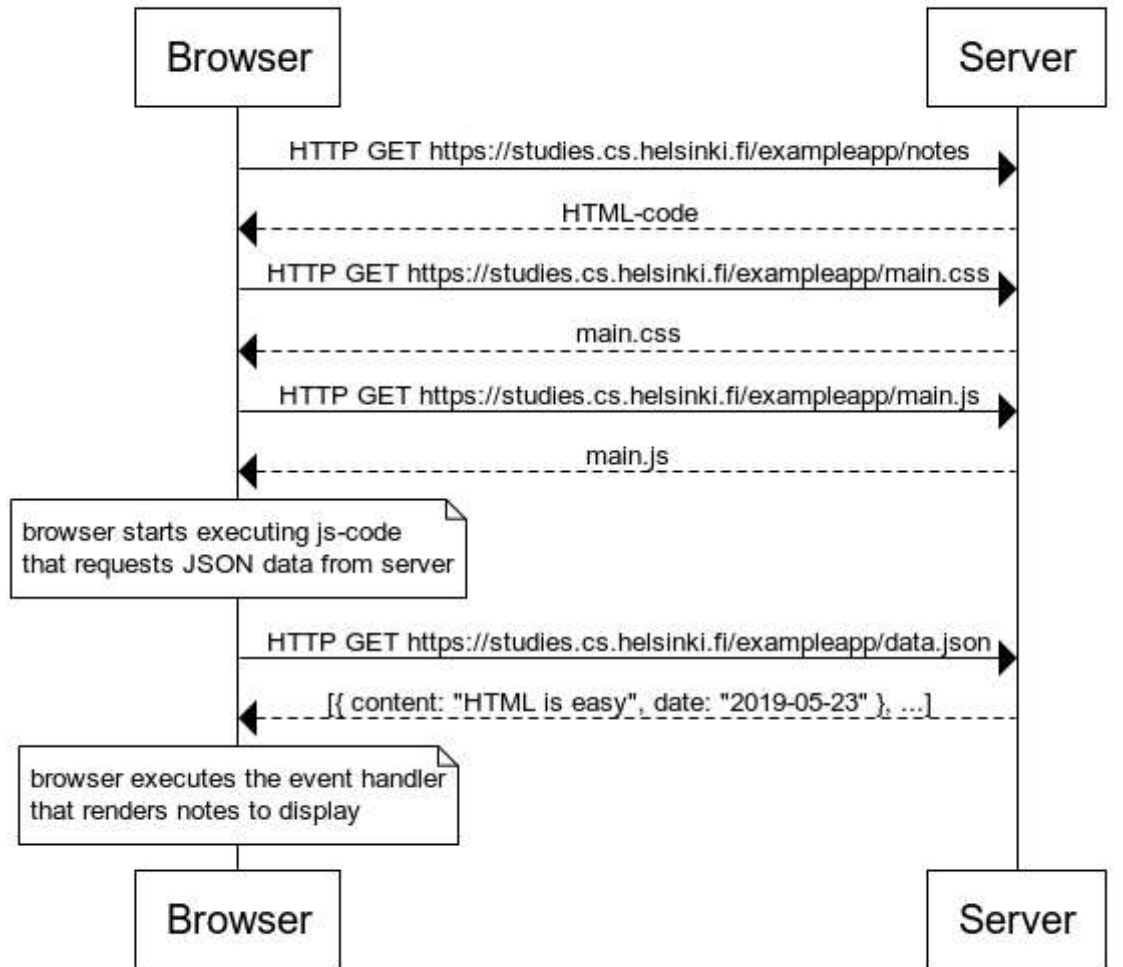 Browser
Server
HTTP GET https://studies.cs.helsinki.fi/exampleapp/notes
HTML-code
HTTP GET https://studies.cs.helsinki.fi/exampleapp/main.css
main.css
HTTP GET https://studies.cs.helsinki.fi/exampleapp/main.js
main.js
browser starts executing js-code
that requests JSON data from server
HTTP GET https://studies.cs.helsinki.fi/exampleapp/data.json
[{ content: "HTML is easy", date: "2019-05-23" }, ...]
browser executes the event handler
that renders notes to display
Browser
Server